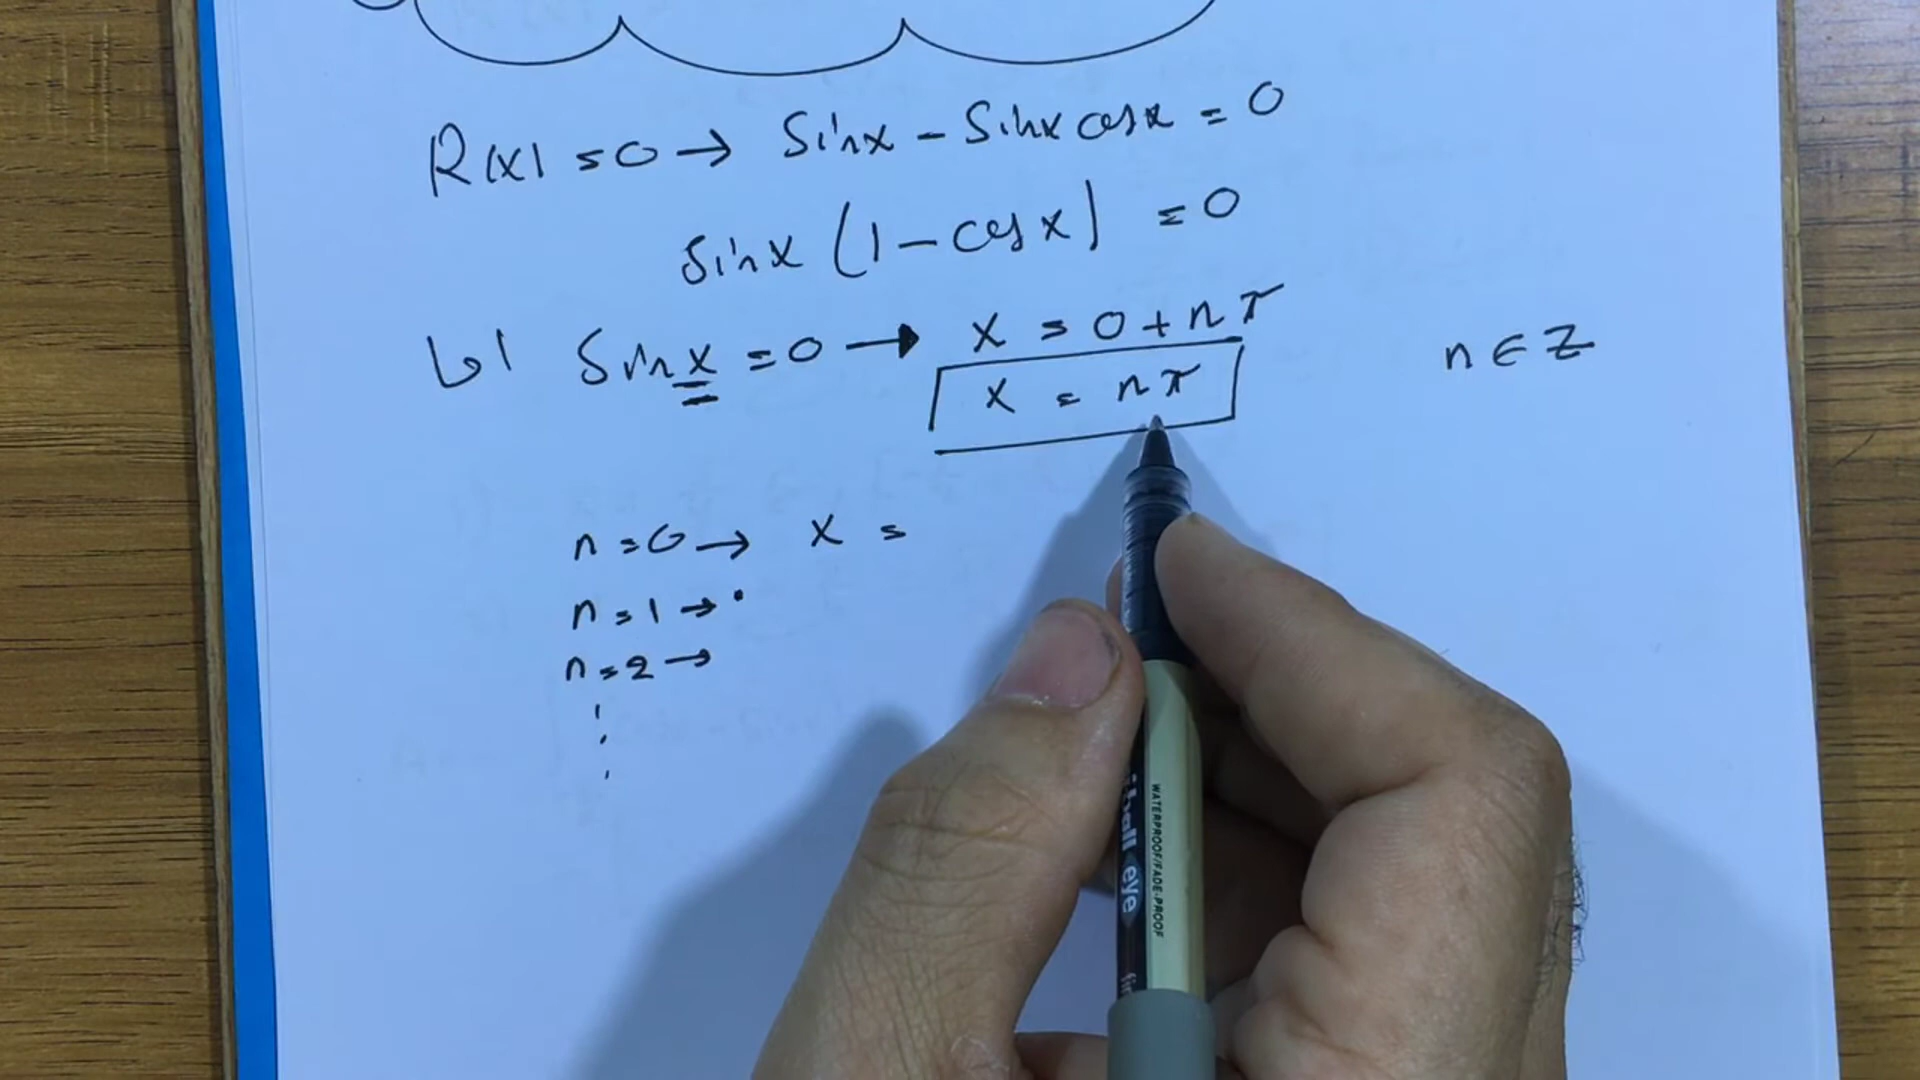 R(x) = 0 → Sinx - Sinx cosx = 0
Sinx (1 - cosx) = 0
Sin x = 0 → x = 0 + nπ
n ∈ Z
x = nπ
n = 0 → x =
n = 1 →
n = 2 →
WATERPROOF/FADE-PROOF
eye